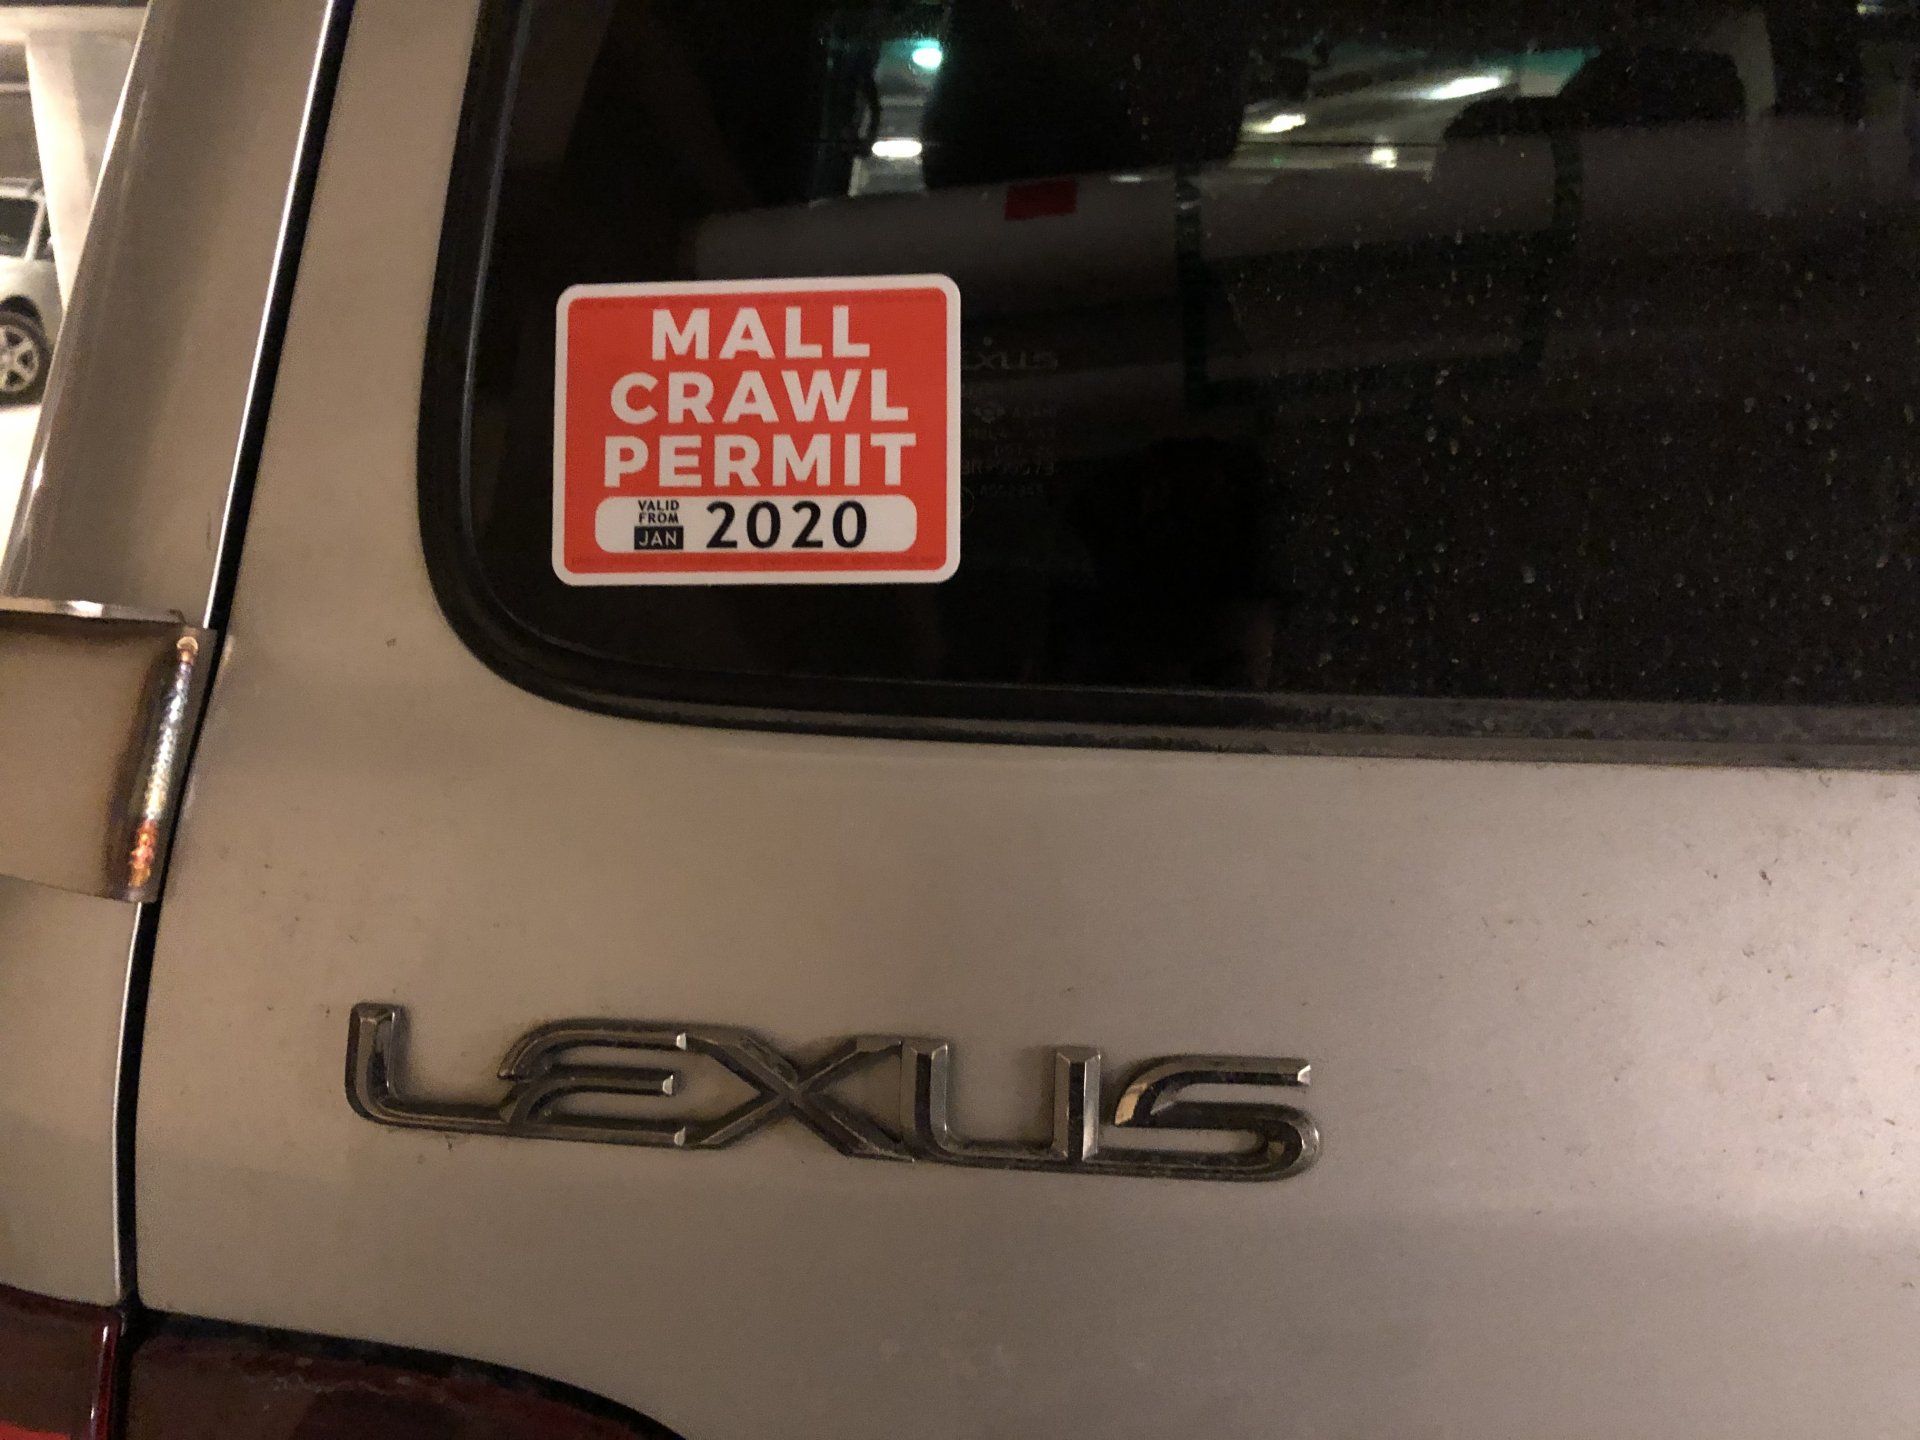 MALL
CRAWL
PERMIT
VALID
FROM
JAN 2020
LEXUS